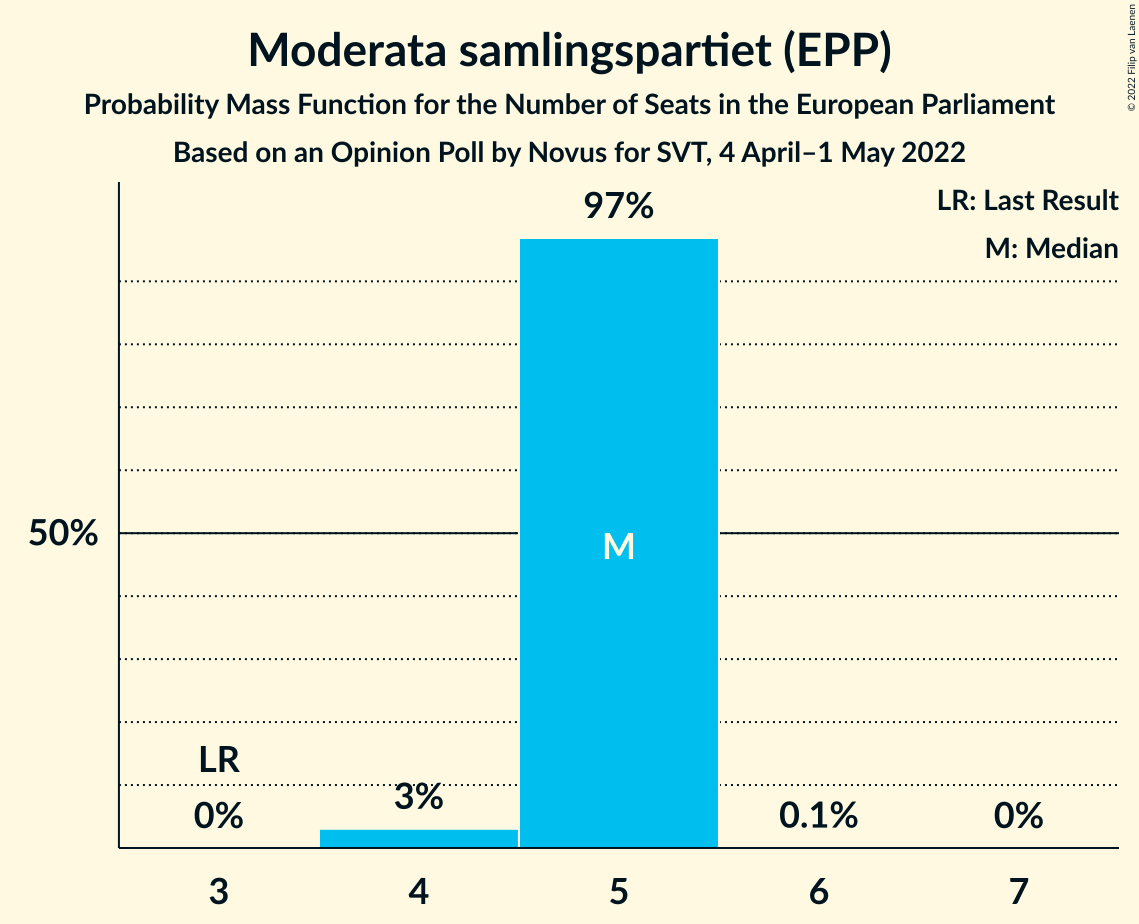 Moderata samlingspartiet (EPP)
Probability Mass Function for the Number of Seats in the European Parliament
Based on an Opinion Poll by Novus for SVT, 4 April–1 May 2022
© 2022 Filip van Laenen
LR: Last Result
M: Median
97%
50%
M
LR
0%
3%
0.1%
0%
3
4
5
6
7